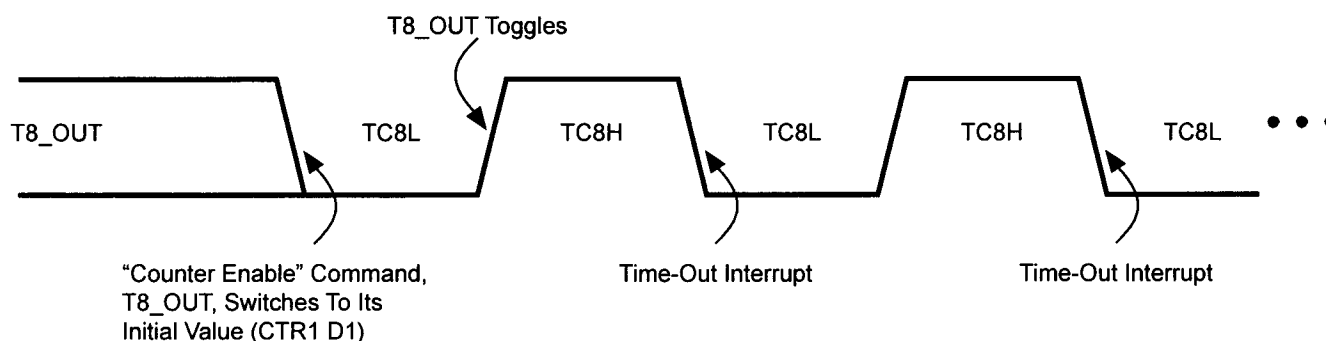 T8_OUT Toggles
T8_OUT TC8L TC8H TC8L TC8H TC8L
“Counter Enable” Command,
T8_OUT, Switches To Its
Initial Value (CTR1 D1)
Time-Out Interrupt
Time-Out Interrupt